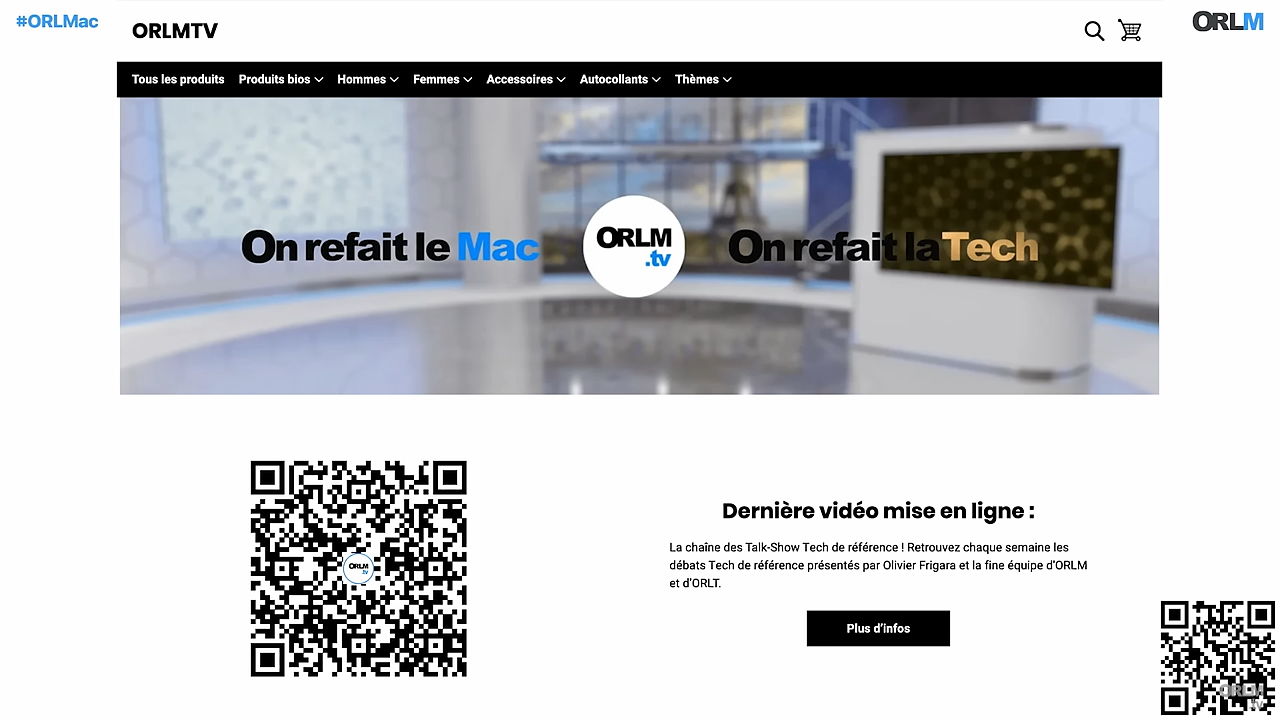 #ORLMac
ORLMTV
ORLM
Tous les produits Produits bios Hommes Femmes Accessoires Autocollants Thèmes
On refait le Mac
ORLM
.tv
On refait la Tech
ORLM
.tv
Dernière vidéo mise en ligne :
La chaîne des Talk-Show Tech de référence ! Retrouvez chaque semaine les
débats Tech de référence présentés par Olivier Frigara et la fine équipe d'ORLM
et d'ORLT.
Plus d'infos
ORLM
.TV